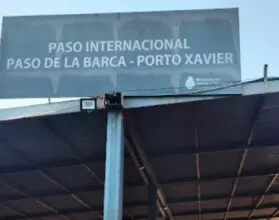 PASO INTERNACIONAL
PASO DE LA BARCA - PORTO XAVIER